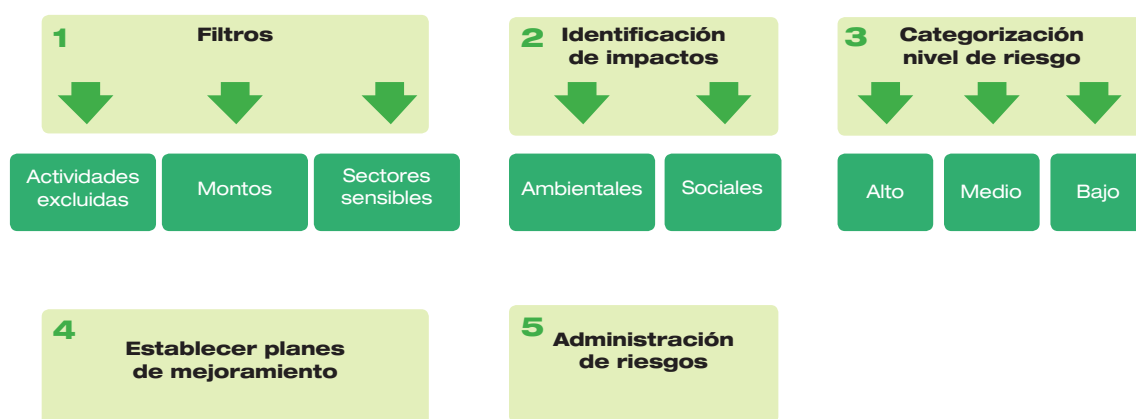 1
Filtros
Actividades
excluidas
Montos
Sectores
sensibles
2
Identificación
de impactos
Ambientales
Sociales
3
Categorización
nivel de riesgo
Alto
Medio
Bajo
4
Establecer planes
de mejoramiento
5
Administración
de riesgos